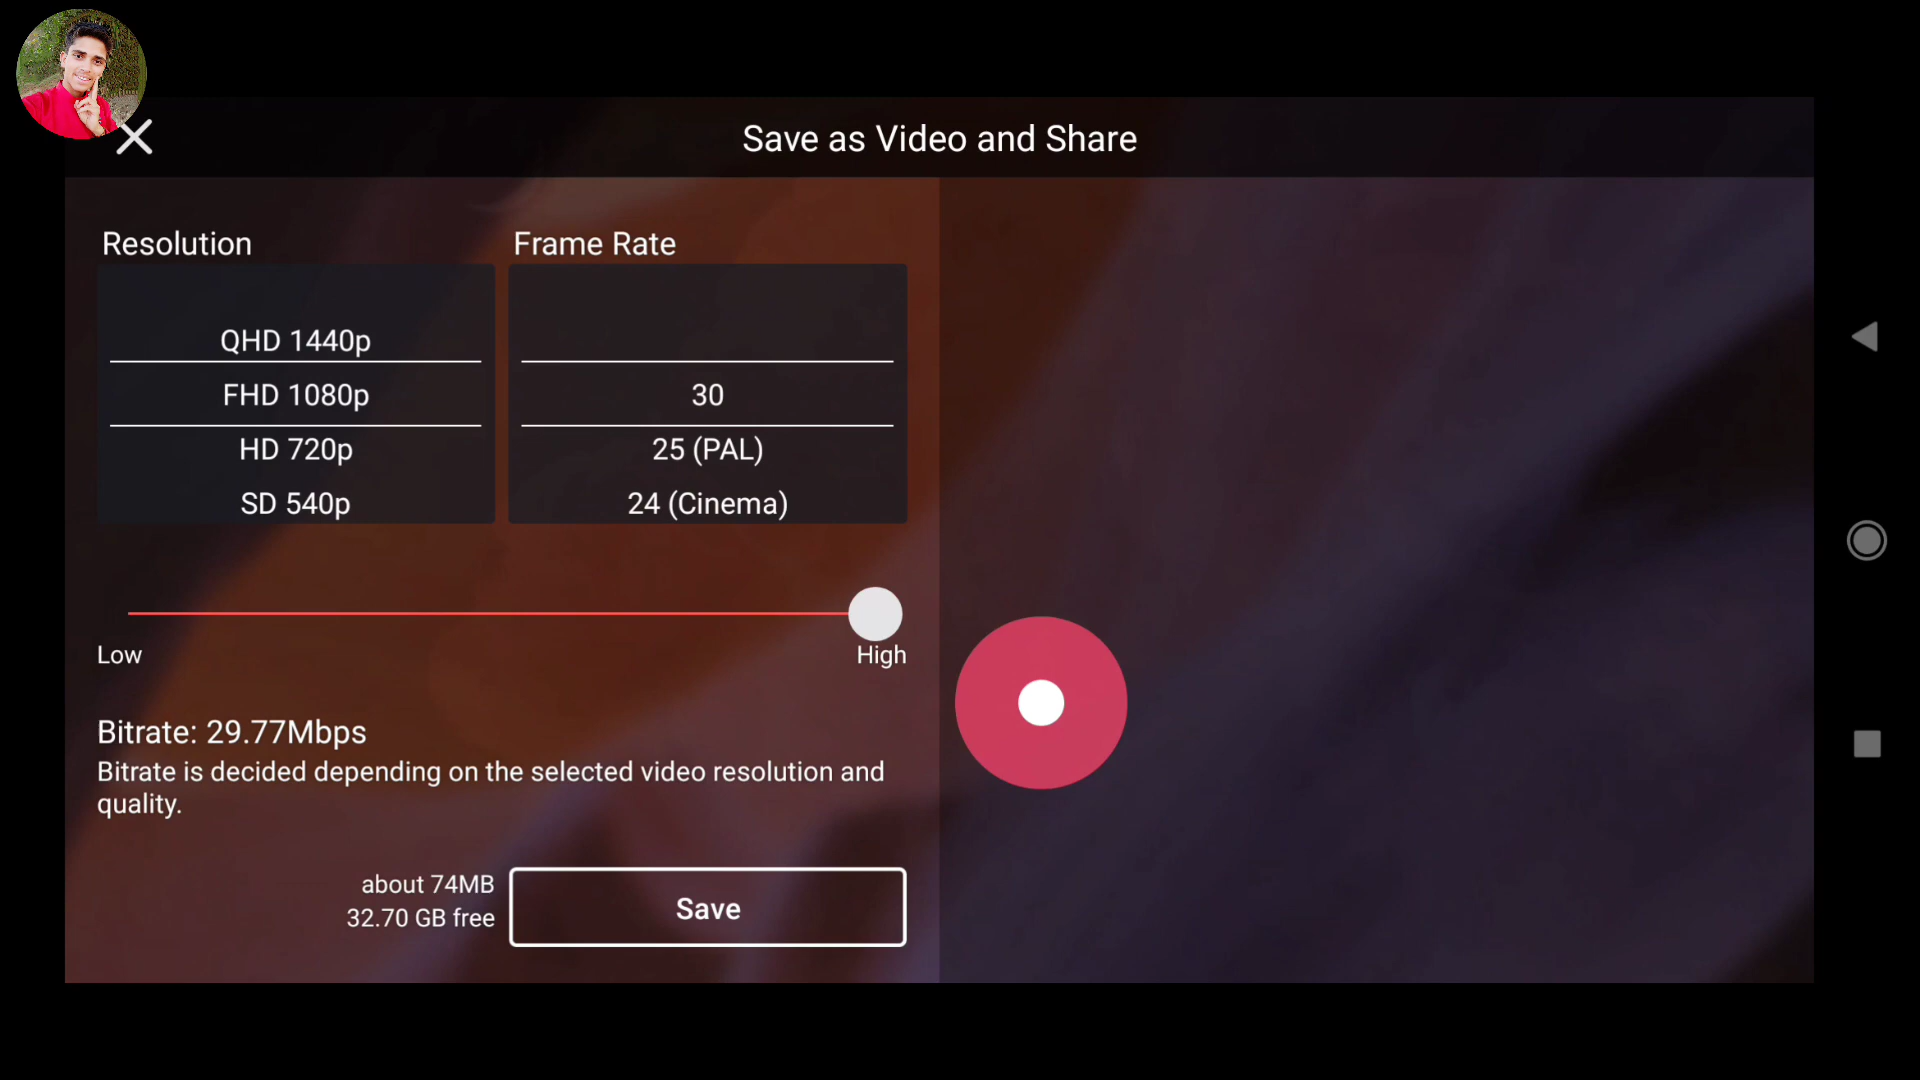 Save as Video and Share
Resolution
QHD 1440p
FHD 1080p
HD 720p
SD 540p
Frame Rate
30
25 (PAL)
24 (Cinema)
Low
High
Bitrate: 29.77Mbps
Bitrate is decided depending on the selected video resolution and
quality.
about 74MB
32.70 GB free
Save